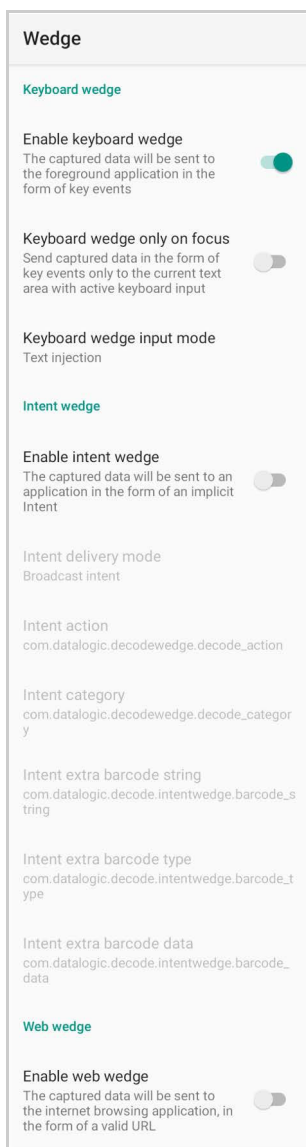 Wedge
Keyboard wedge
Enable keyboard wedge
The captured data will be sent to
the foreground application in the
form of key events
Keyboard wedge only on focus
Send captured data in the form of
key events only to the current text
area with active keyboard input
Keyboard wedge input mode
Text injection
Intent wedge
Enable intent wedge
The captured data will be sent to an
application in the form of an implicit
Intent
Intent delivery mode
Broadcast intent
Intent action
com.datalogic.decodewedge.decode_action
Intent category
com.datalogic.decodewedge.decode_categor
y
Intent extra barcode string
com.datalogic.decode.intentwedge.barcode_s
tring
Intent extra barcode type
com.datalogic.decode.intentwedge.barcode_t
ype
Intent extra barcode data
com.datalogic.decode.intentwedge.barcode_
data
Web wedge
Enable web wedge
The captured data will be sent to
the internet browsing application, in
the form of a valid URL